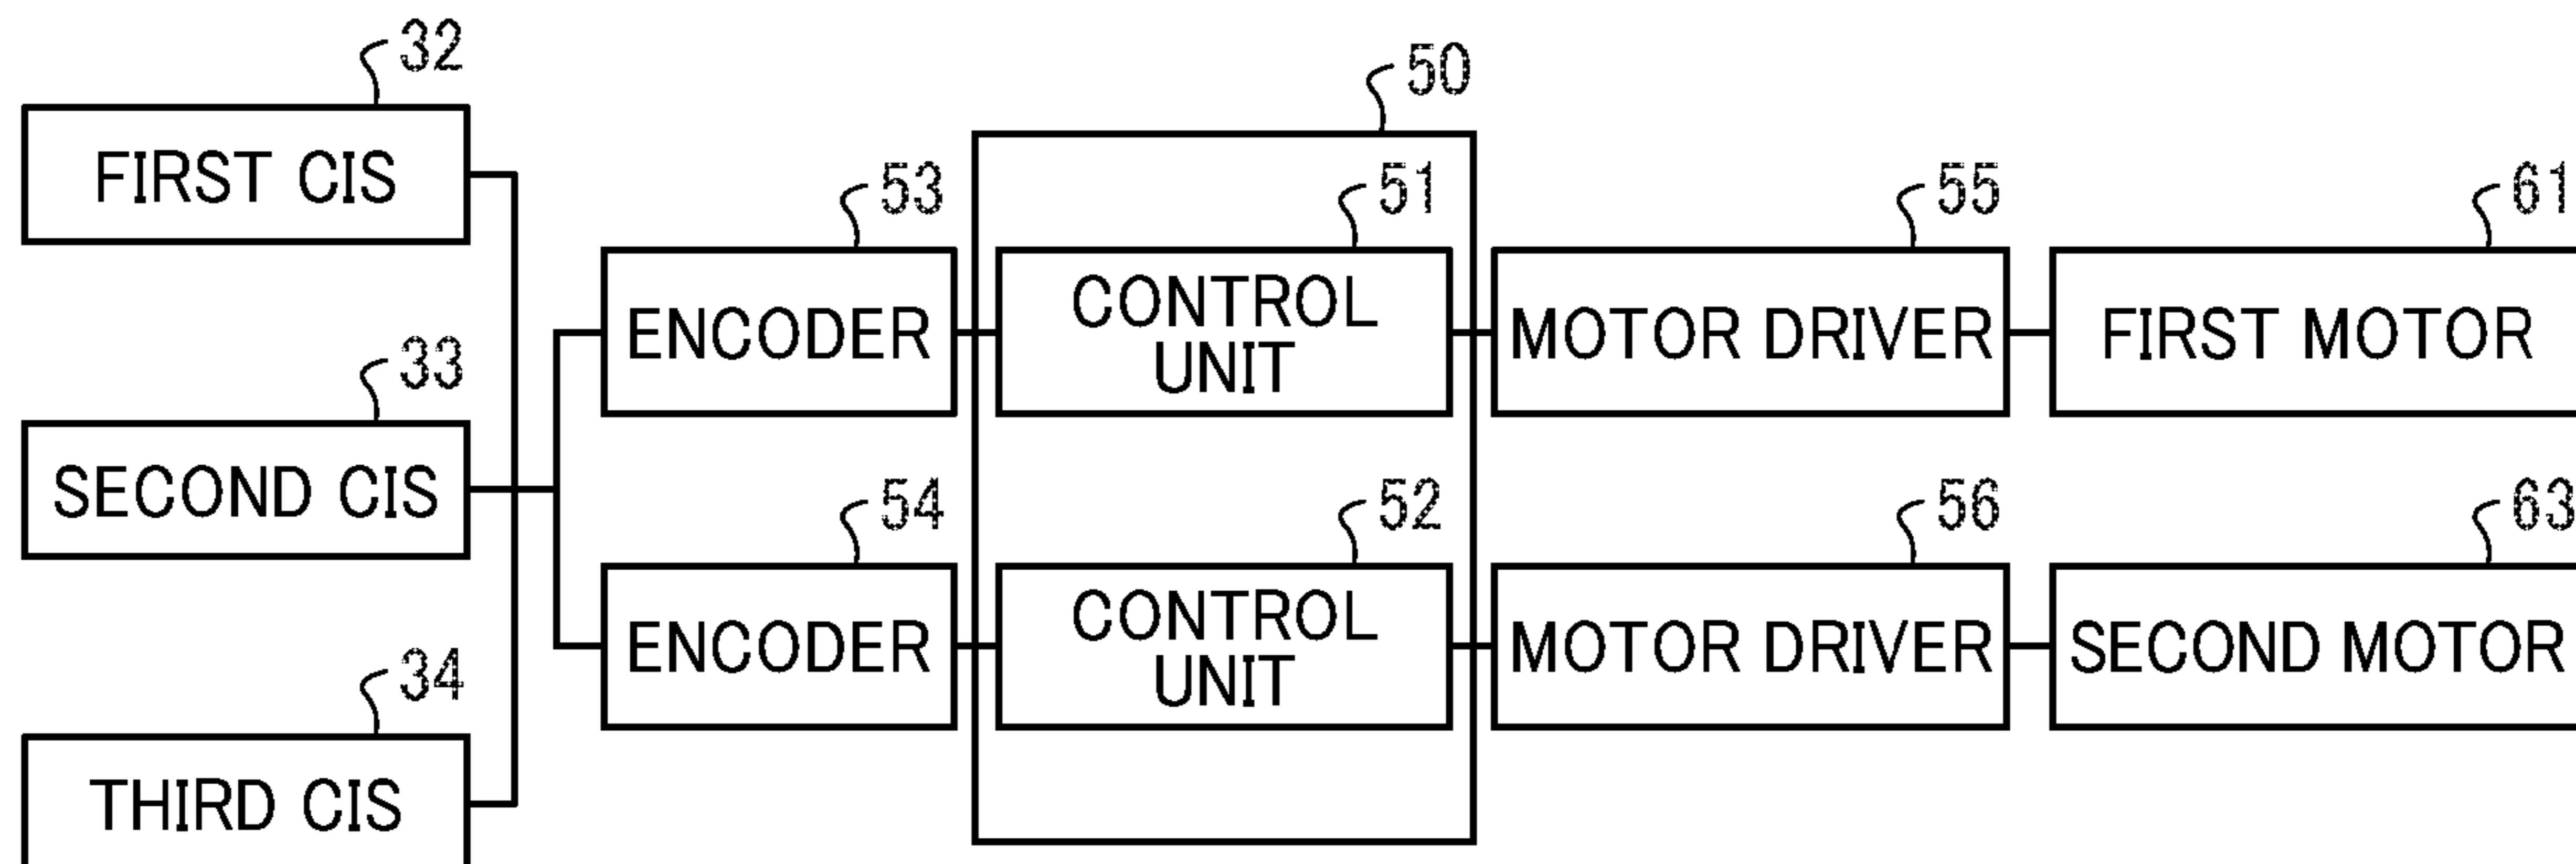 32
FIRST CIS
33
SECOND CIS
34
THIRD CIS
53
ENCODER
54
ENCODER
50
51
CONTROL
UNIT
52
CONTROL
UNIT
55
MOTOR DRIVER
56
MOTOR DRIVER
61
FIRST MOTOR
63
SECOND MOTOR